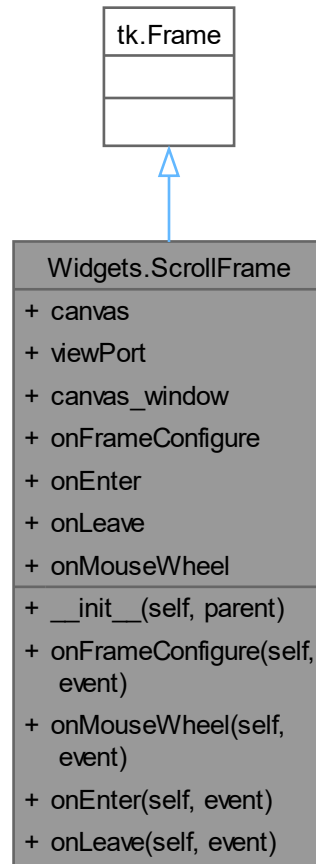 tk.Frame
Widgets.ScrollFrame
+ canvas
+ viewPort
+ canvas_window
+ onFrameConfigure
+ onEnter
+ onLeave
+ onMouseWheel
+ __init__(self, parent)
+ onFrameConfigure(self,
event)
+ onMouseWheel(self,
event)
+ onEnter(self, event)
+ onLeave(self, event)